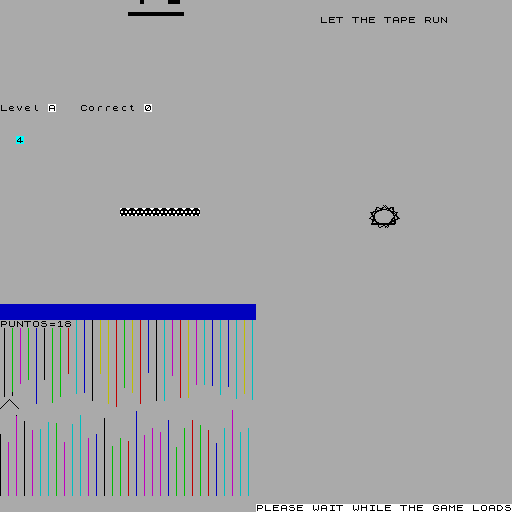 LET THE TAPE RUN
Level A Correct 0
4
PUNTOS=18
PLEASE WAIT WHILE THE GAME LOADS